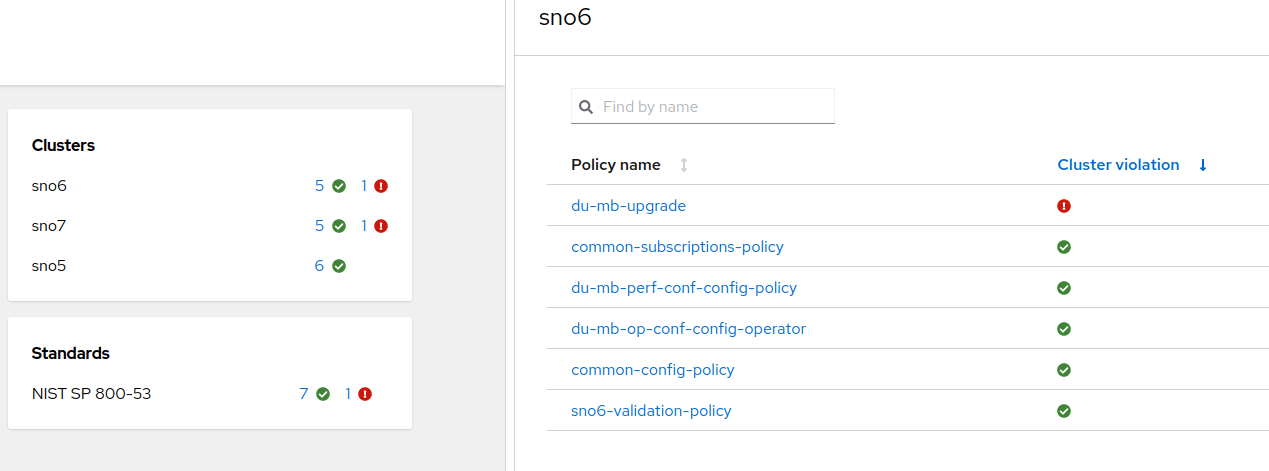 Clusters
sno6 5 1
sno7 5 1
sno5 6
Standards
NIST SP 800-53 7 1
sno6
Find by name
Policy name Cluster violation
du-mb-upgrade
common-subscriptions-policy
du-mb-perf-conf-config-policy
du-mb-op-conf-config-operator
common-config-policy
sno6-validation-policy